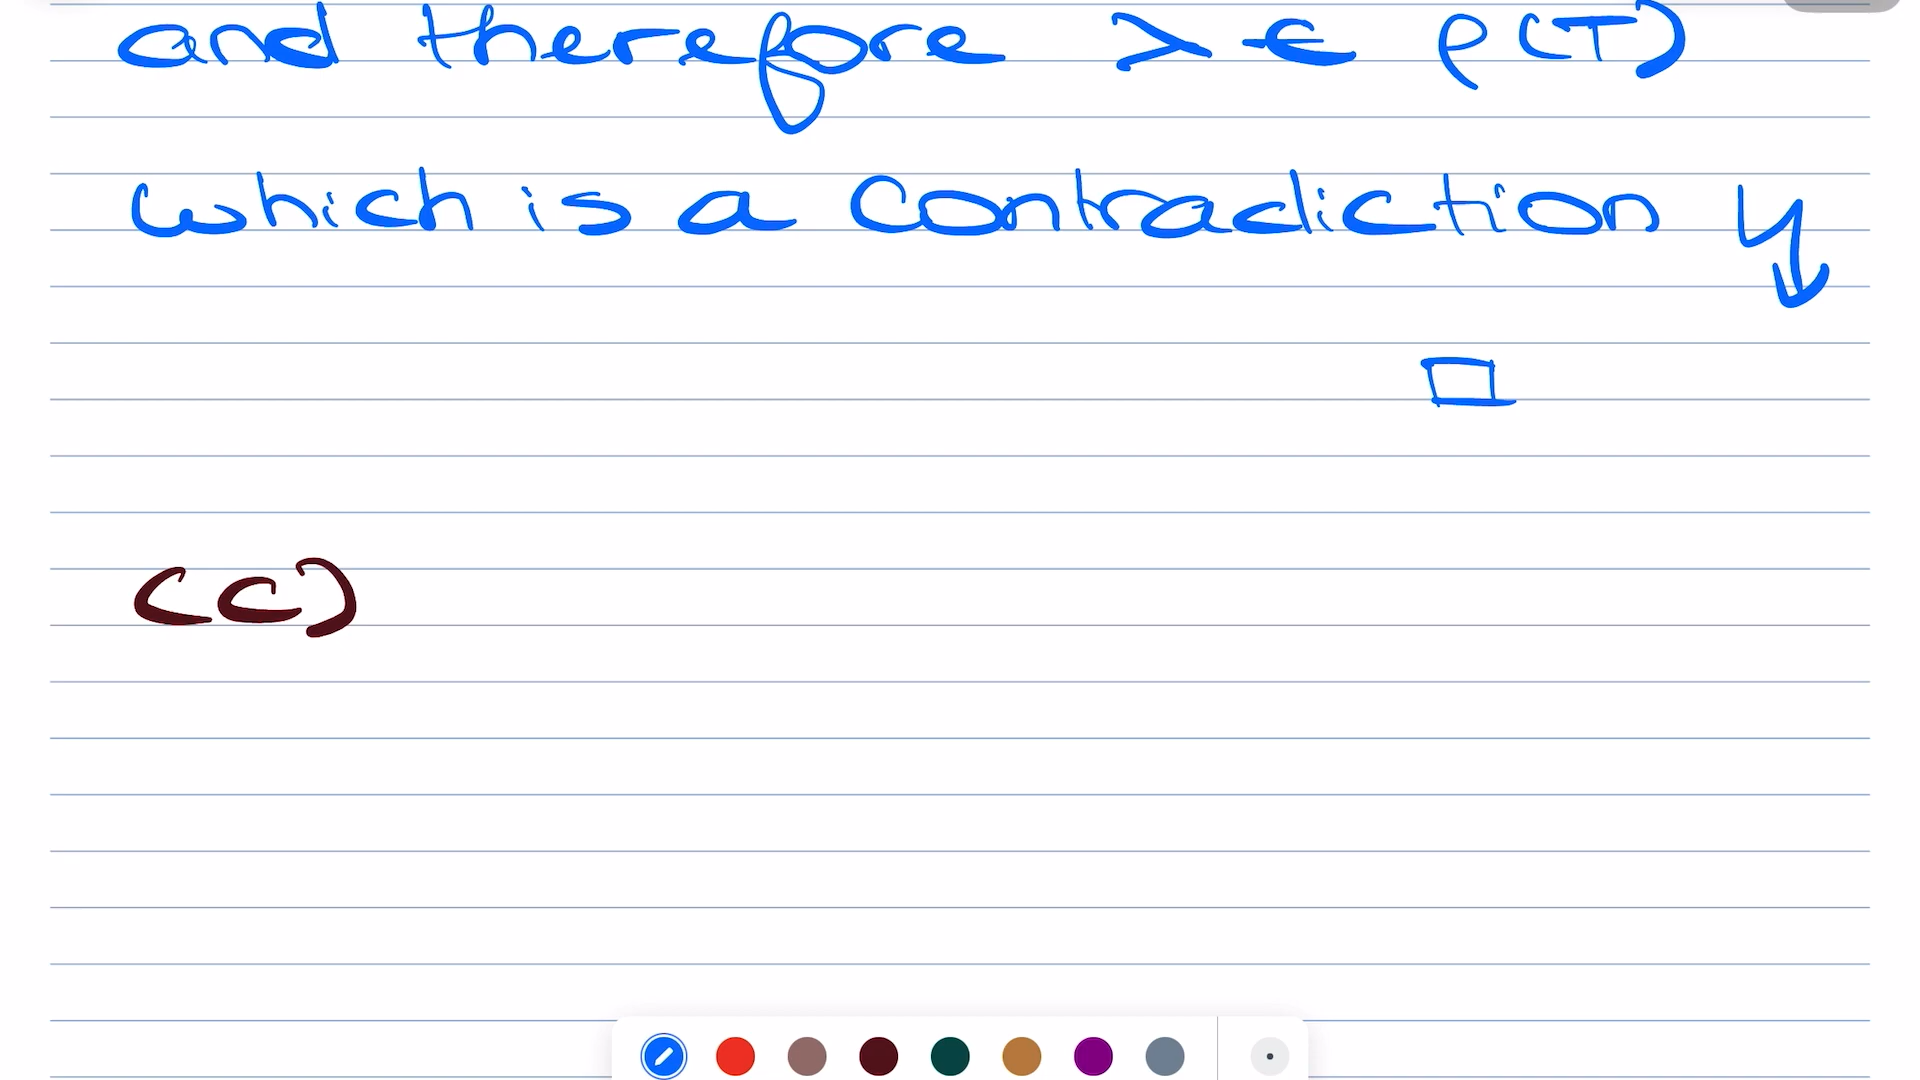 and therefore λ ∈ ρ(T)
which is a contradiction ↯
□
(c)